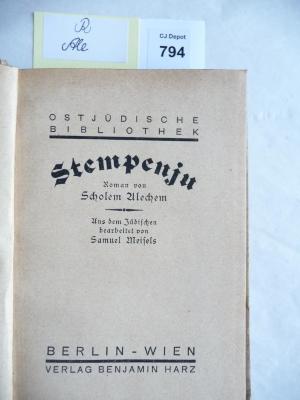 R
Ale
CJ Depot
794
OSTJÜDISCHE
BIBLIOTHEK
Stempenju
Roman von
Scholem Alechem
Aus dem Jüdischen
bearbeitet von
Samuel Meisels
BERLIN-WIEN
VERLAG BENJAMIN HARZ